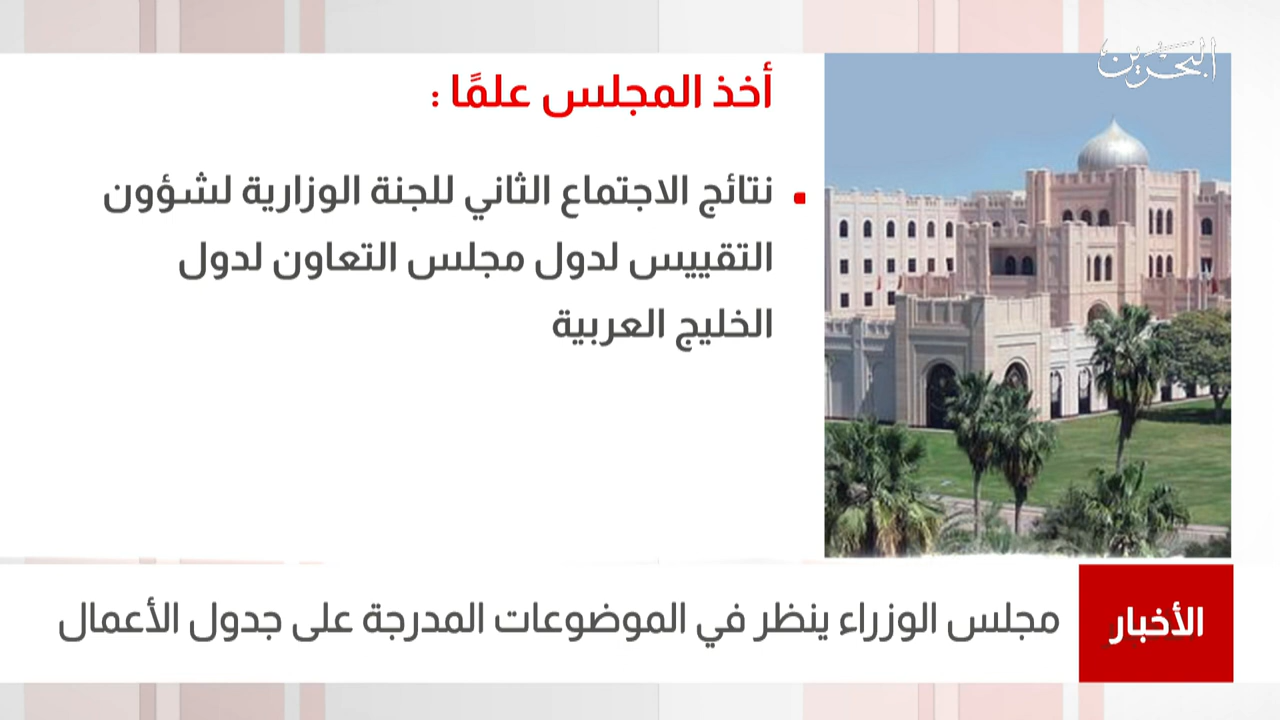 البحرين
أخذ المجلس علمًا :
نتائج الاجتماع الثاني للجنة الوزارية لشؤون
التقييس لدول مجلس التعاون لدول
الخليج العربية
الأخبار
مجلس الوزراء ينظر في الموضوعات المدرجة على جدول الأعمال